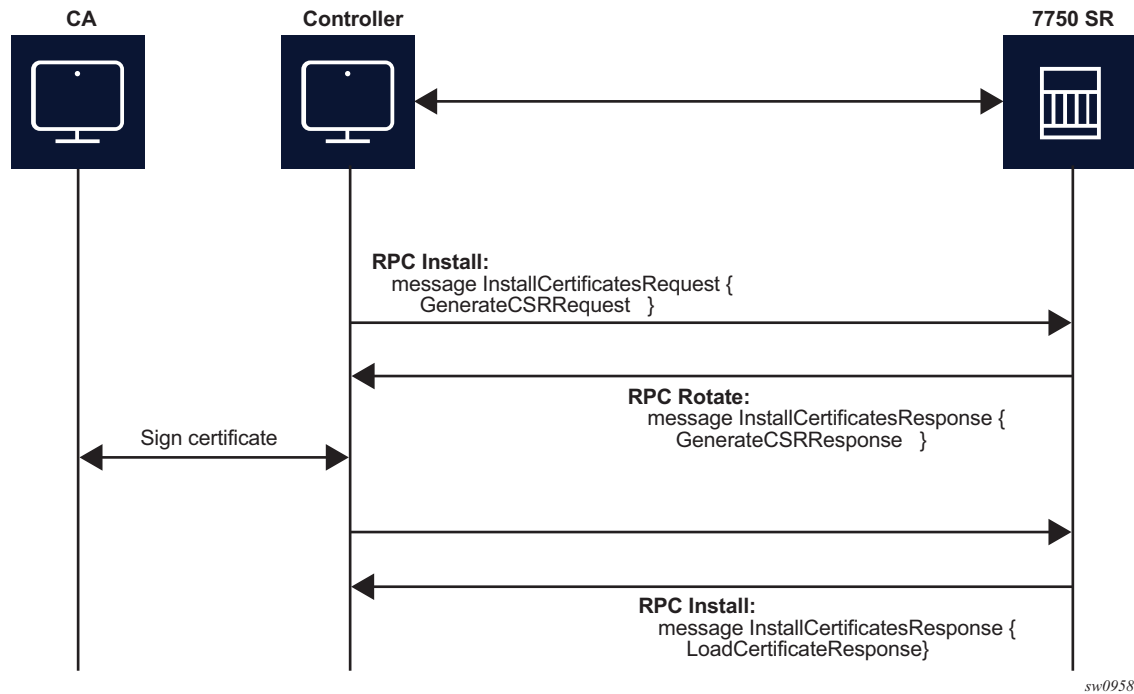 CA
Controller
7750 SR
RPC Install:
message InstallCertificatesRequest {
GenerateCSRRequest }
RPC Rotate:
message InstallCertificatesResponse {
GenerateCSRResponse }
Sign certificate
RPC Install:
message InstallCertificatesResponse {
LoadCertificateResponse}
sw0958